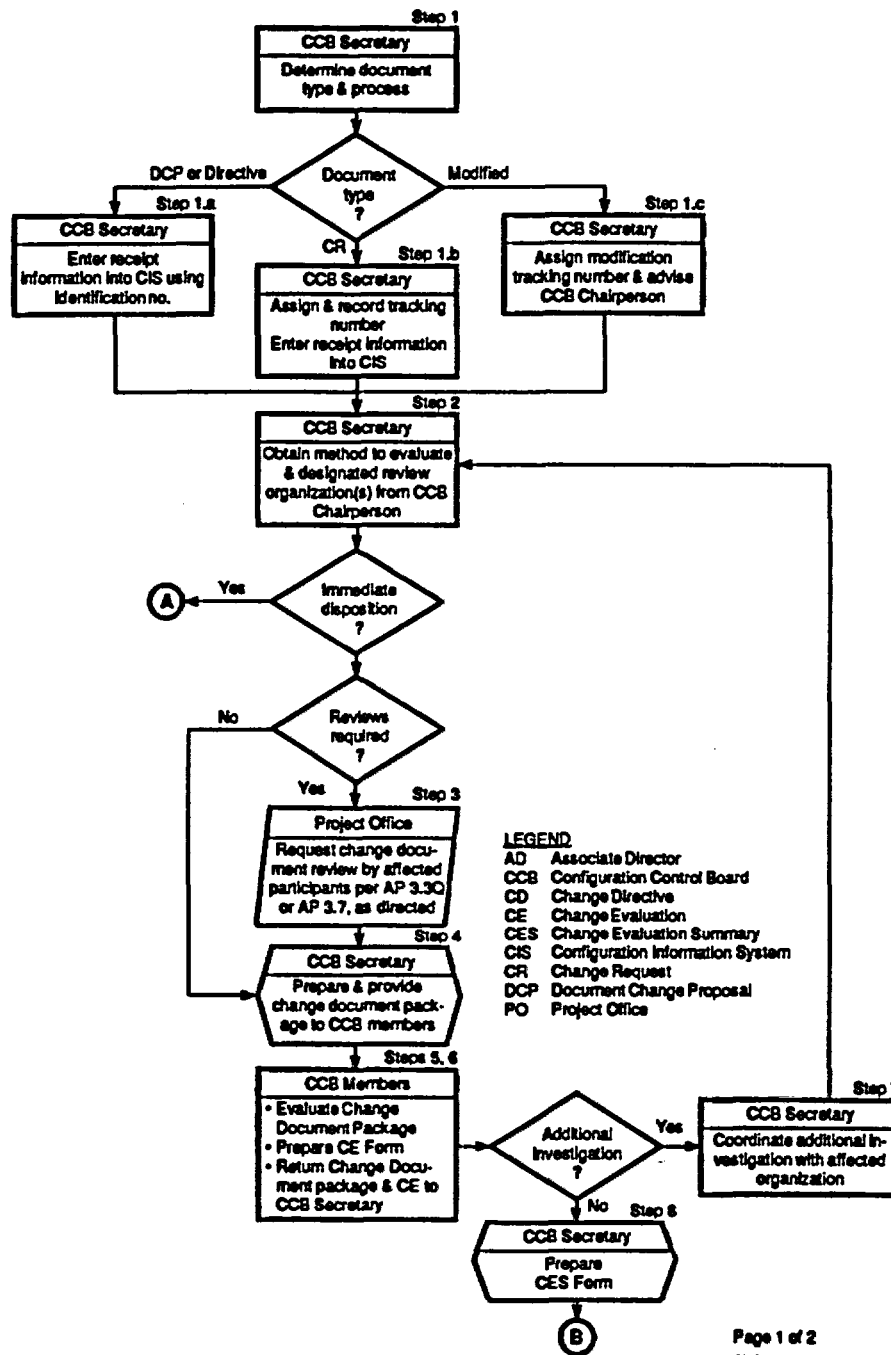 Step 1
CCB Secretary
Determine document
type & process
DCP or Directive
Document
type
?
Modified
CR
Step 1.a
CCB Secretary
Enter receipt
information into CIS using
identification no.
Step 1.b
CCB Secretary
Assign & record tracking
number
Enter receipt information
into CIS
Step 1.c
CCB Secretary
Assign modification
tracking number & advise
CCB Chairperson
Step 2
CCB Secretary
Obtain method to evaluate
& designated review
organization(s) from CCB
Chairperson
Immediate
disposition
?
Yes
A
Reviews
required
?
No
Yes
Step 3
Project Office
Request change docu-
ment review by affected
participants per AP 3.3Q
or AP 3.7, as directed
LEGEND
AD Associate Director
CCB Configuration Control Board
CD Change Directive
CE Change Evaluation
CES Change Evaluation Summary
CIS Configuration Information System
CR Change Request
DCP Document Change Proposal
PO Project Office
Step 4
CCB Secretary
Prepare & provide
change document pack-
age to CCB members
Steps 5, 6
CCB Members
• Evaluate Change
Document Package
• Prepare CE Form
• Return Change Docu-
ment package & CE to
CCB Secretary
Additional
investigation
?
Yes
Step
CCB Secretary
Coordinate additional in-
vestigation with affected
organization
No
Step 8
CCB Secretary
Prepare
CES Form
B
Page 1 of 2